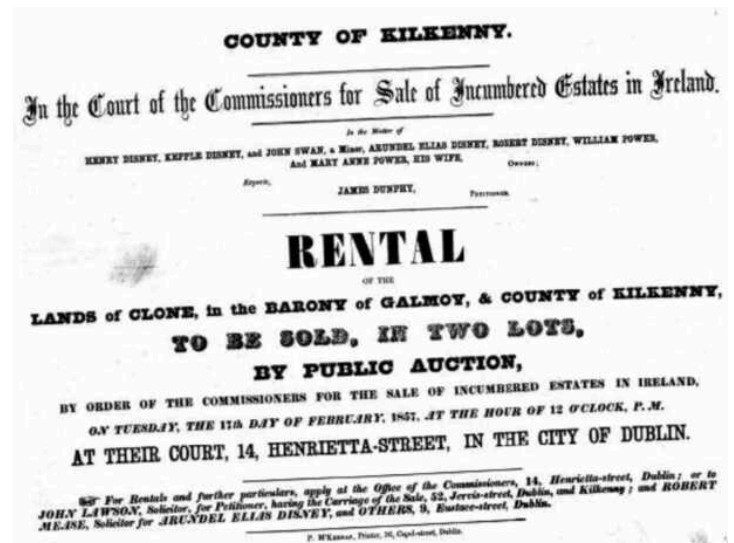 COUNTY OF KILKENNY.
In the Court of the Commissioners for Sale of Incumbered Estates in Ireland.
In the Matter of
HENRY DISNEY, KEPPLE DISNEY, and JOHN SWAN, a Minor, ARUNDEL ELIAS DISNEY, ROBERT DISNEY, WILLIAM POWER,
And MARY ANNE POWER, HIS WIFE, OWNERS;
Exparte,
JAMES DUNPHY, PETITIONER.
RENTAL
OF THE
LANDS of CLONE, in the BARONY of GALMOY, & COUNTY of KILKENNY,
TO BE SOLD, IN TWO LOTS,
BY PUBLIC AUCTION,
BY ORDER OF THE COMMISSIONERS FOR THE SALE OF INCUMBERED ESTATES IN IRELAND,
ON TUESDAY, THE 17th DAY OF FEBRUARY, 1857, AT THE HOUR OF 12 O'CLOCK, P. M.
AT THEIR COURT, 14, HENRIETTA-STREET, IN THE CITY OF DUBLIN.
For Rentals and further particulars, apply at the Office of the Commissioners, 14, Henrietta-street, Dublin; or to
JOHN LAWSON, Solicitor, for Petitioner, having the Carriage of the Sale, 52, Jervis-street, Dublin, and Kilkenny; and ROBERT
MEASE, Solicitor for ARUNDEL ELIAS DISNEY, and OTHERS, 9, Eustace-street, Dublin.
Printer, Capel-street, Dublin.